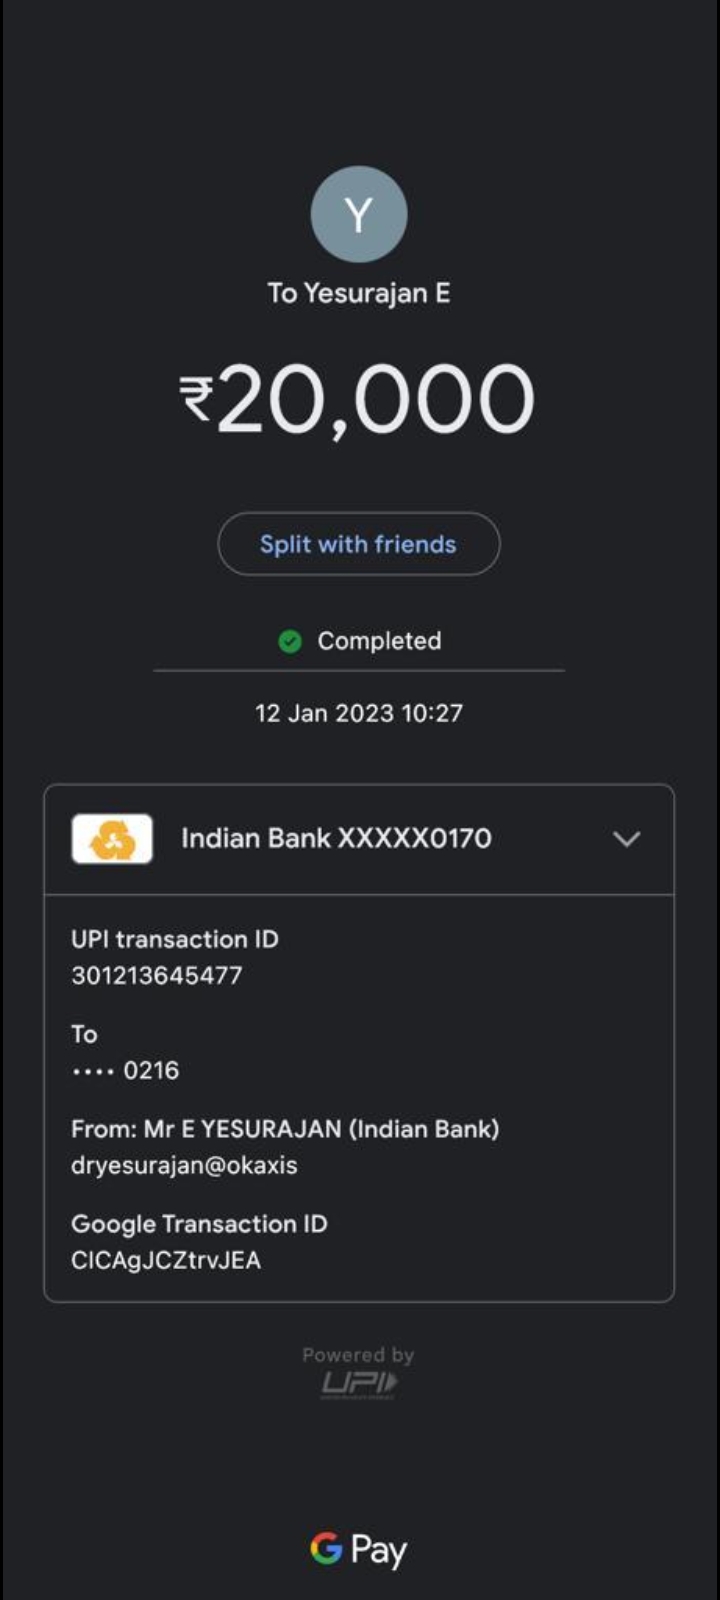 Y
To Yesurajan E
₹20,000
Split with friends
Completed
12 Jan 2023 10:27
Indian Bank XXXXX0170
UPI transaction ID
301213645477
To
•••• 0216
From: Mr E YESURAJAN (Indian Bank)
dryesurajan@okaxis
Google Transaction ID
CICAgJCZtrvJEA
Powered by
UPI
G Pay